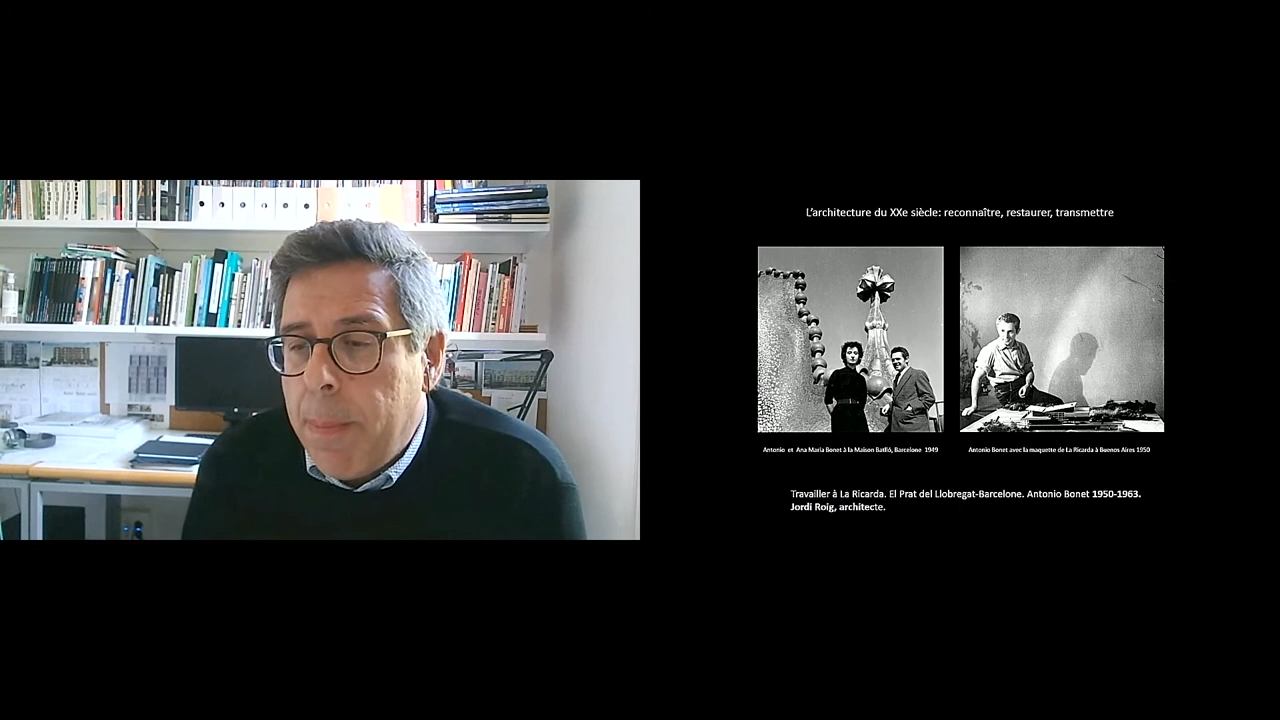 L'architecture du XXe siècle: reconnaître, restaurer, transmettre
Antonio et Ana Maria Bonet à la Maison Batlló, Barcelone 1949
Antonio Bonet avec la maquette de La Ricarda à Buenos Aires 1950
Travailler à La Ricarda. El Prat del Llobregat-Barcelone. Antonio Bonet 1950-1963.
Jordi Roig, architecte.